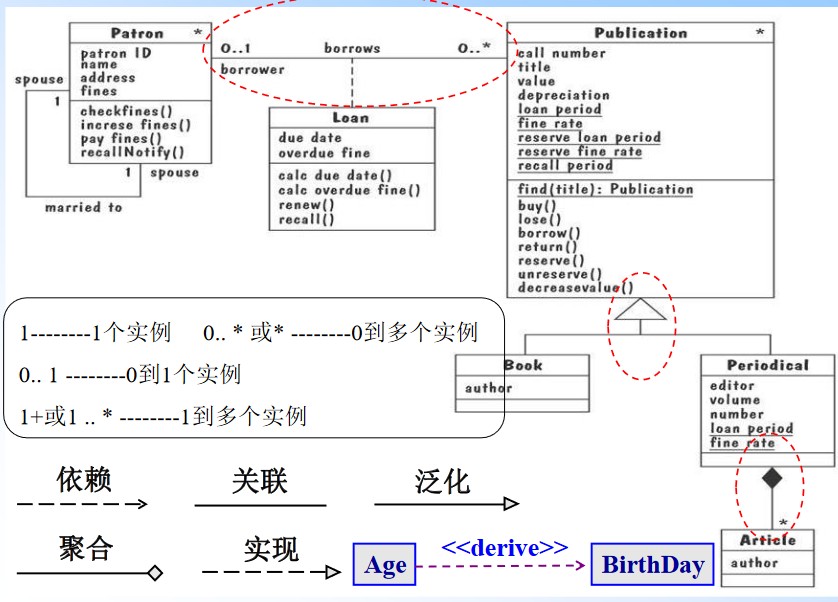 Patron *
patron ID
name
address
fines
checkfines()
increse fines()
pay fines()
recallNotify()
spouse
1
1 spouse
married to
0..1 borrows 0..*
borrower
Loan
due date
overdue fine
calc due date()
calc overdue fine()
renew()
recall()
Publication *
call number
title
value
depreciation
loan period
fine rate
reserve loan period
reserve fine rate
recall period
find(title): Publication
buy()
lose()
borrow()
return()
reserve()
unreserve()
decreasevalue()
Book
author
Periodical
editor
volume
number
loan period
fine rate
*
Article
author
1--------1个实例 0.. * 或* --------0到多个实例
0.. 1 --------0到1个实例
1+或1 .. * --------1到多个实例
依赖 关联 泛化
聚合 实现
Age <<derive>> BirthDay